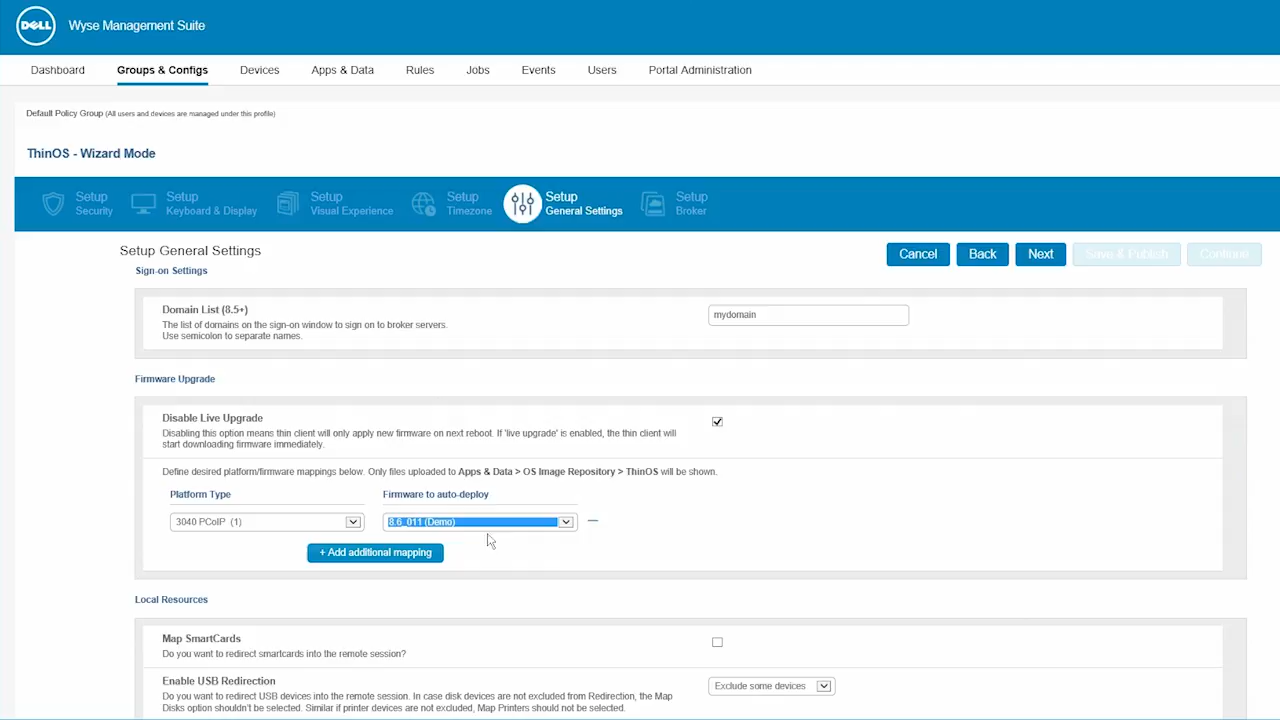 DELL
Wyse Management Suite
Dashboard
Groups & Configs
Devices
Apps & Data
Rules
Jobs
Events
Users
Portal Administration
Default Policy Group (All users and devices are managed under this profile)
ThinOS - Wizard Mode
Setup
Security
Setup
Keyboard & Display
Setup
Visual Experience
Setup
Timezone
Setup
General Settings
Setup
Broker
Setup General Settings
Cancel
Back
Next
Save & Publish
Continue
Sign-on Settings
Domain List (8.5+)
The list of domains on the sign-on window to sign on to broker servers.
Use semicolon to separate names.
mydomain
Firmware Upgrade
Disable Live Upgrade
Disabling this option means thin client will only apply new firmware on next reboot. If 'live upgrade' is enabled, the thin client will
start downloading firmware immediately.
Define desired platform/firmware mappings below. Only files uploaded to Apps & Data > OS Image Repository > ThinOS will be shown.
Platform Type
Firmware to auto-deploy
3040 PCoIP (1)
8.6_011 (Demo)
+ Add additional mapping
Local Resources
Map SmartCards
Do you want to redirect smartcards into the remote session?
Enable USB Redirection
Do you want to redirect USB devices into the remote session. In case disk devices are not excluded from Redirection, the Map
Disks option shouldn't be selected. Similar if printer devices are not excluded, Map Printers should not be selected.
Exclude some devices